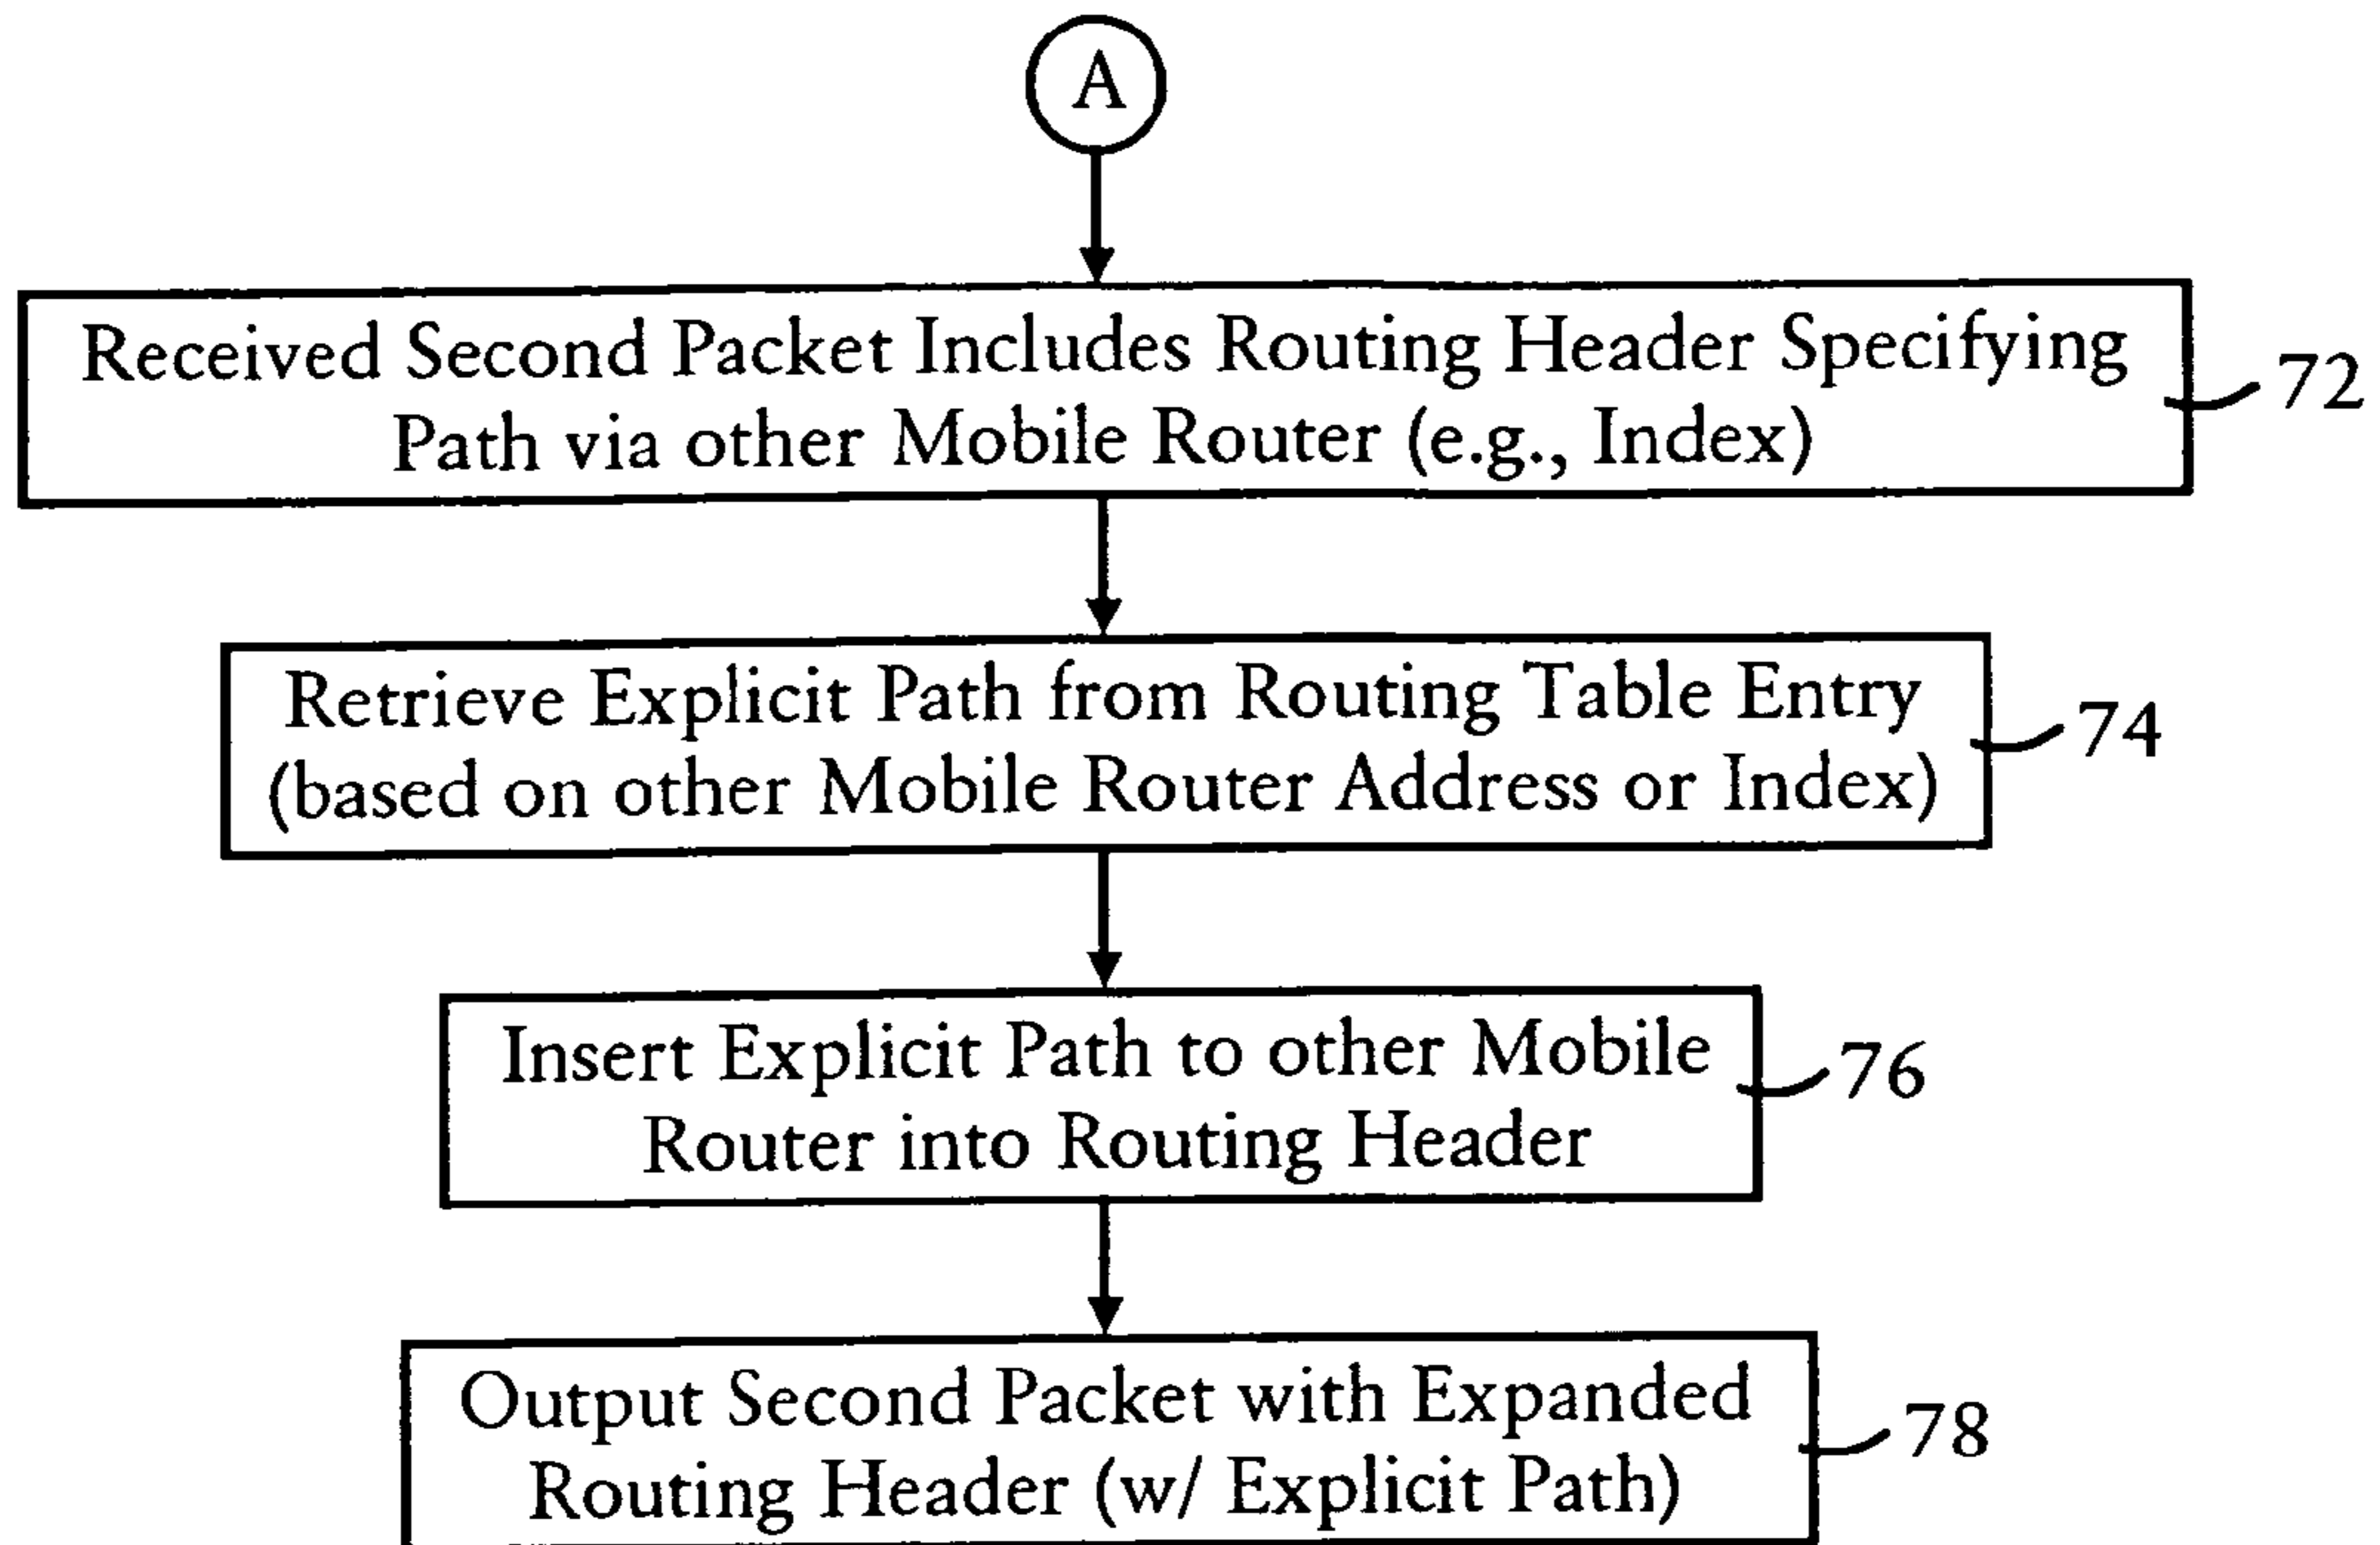 A
Received Second Packet Includes Routing Header Specifying
Path via other Mobile Router (e.g., Index)
72
Retrieve Explicit Path from Routing Table Entry
(based on other Mobile Router Address or Index)
74
Insert Explicit Path to other Mobile
Router into Routing Header
76
Output Second Packet with Expanded
Routing Header (w/ Explicit Path)
78